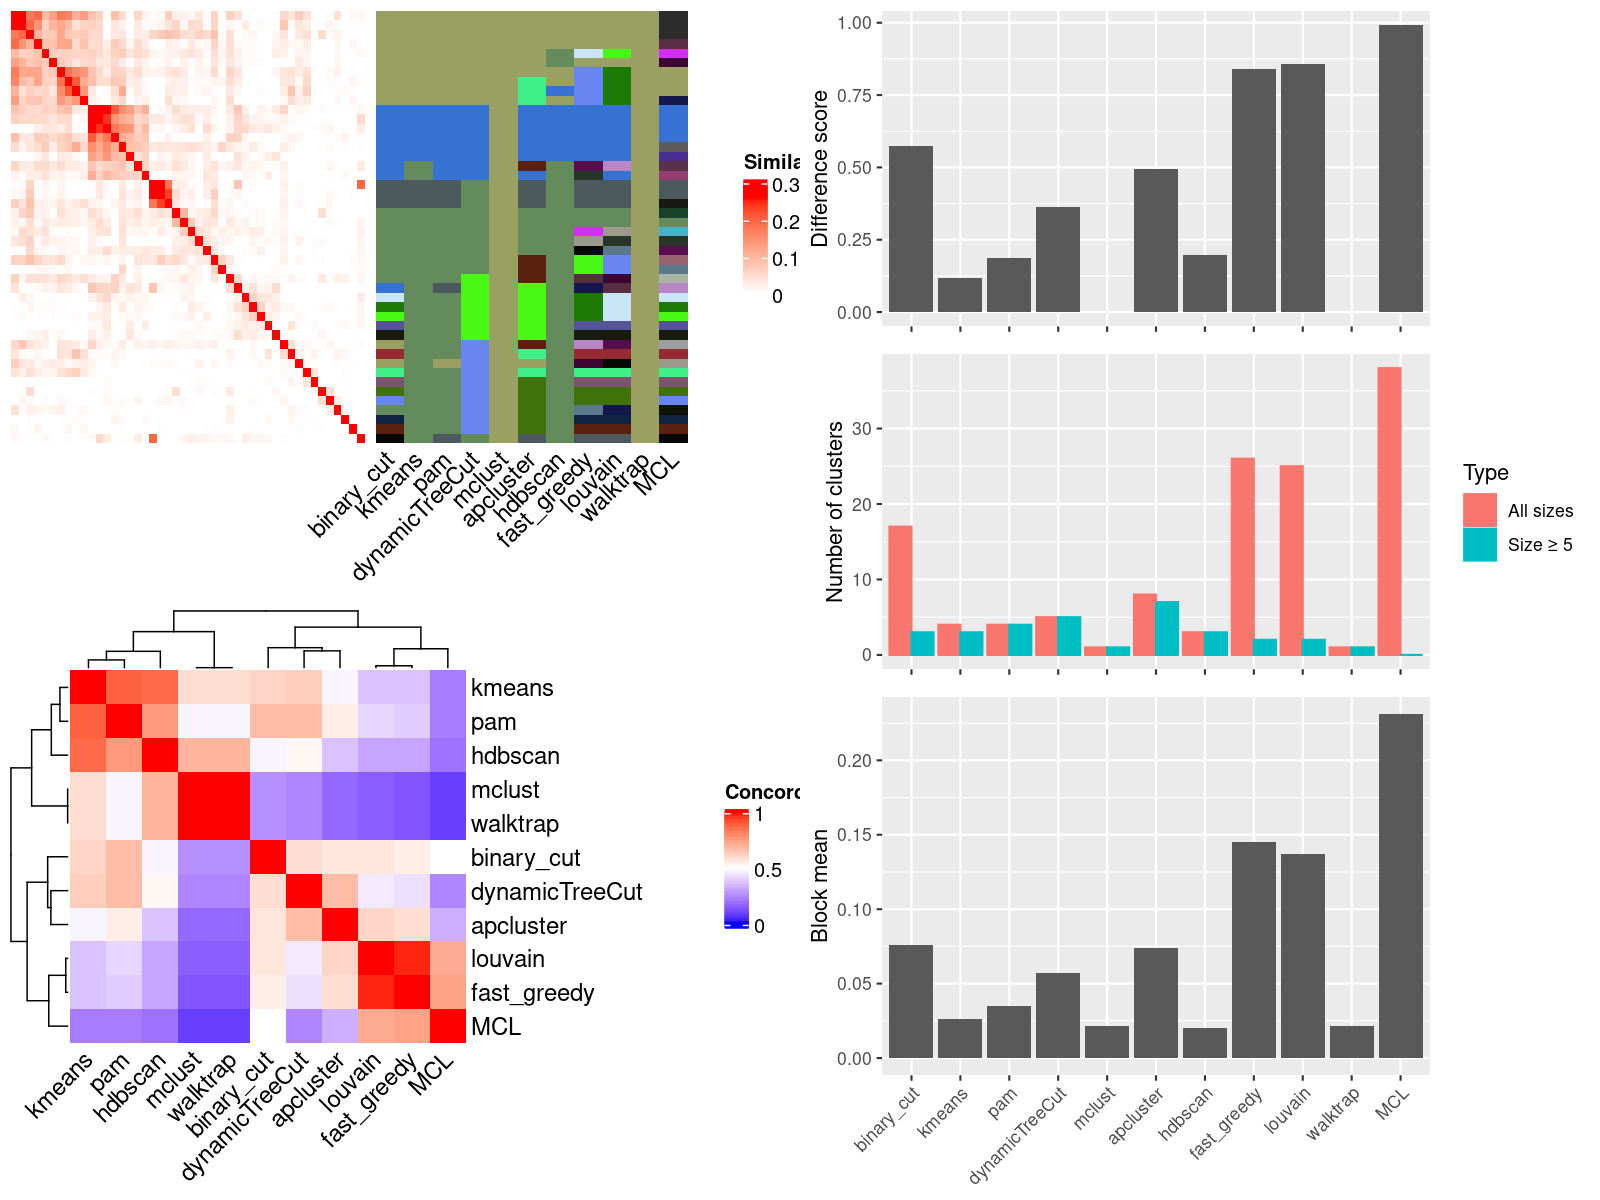 Simila
0.3
0.2
0.1
0
binary_cut
kmeans
pam
dynamicTreeCut
mclust
apcluster
hdbscan
fast_greedy
louvain
walktrap
MCL
kmeans
pam
hdbscan
mclust
walktrap
binary_cut
dynamicTreeCut
apcluster
louvain
fast_greedy
MCL
Concord
1
0.5
0
kmeans
pam
hdbscan
mclust
walktrap
binary_cut
dynamicTreeCut
apcluster
louvain
fast_greedy
MCL
Difference score
1.00
0.75
0.50
0.25
0.00
Number of clusters
30
20
10
0
Type
All sizes
Size ≥ 5
Block mean
0.20
0.15
0.10
0.05
0.00
binary_cut
kmeans
pam
dynamicTreeCut
mclust
apcluster
hdbscan
fast_greedy
louvain
walktrap
MCL